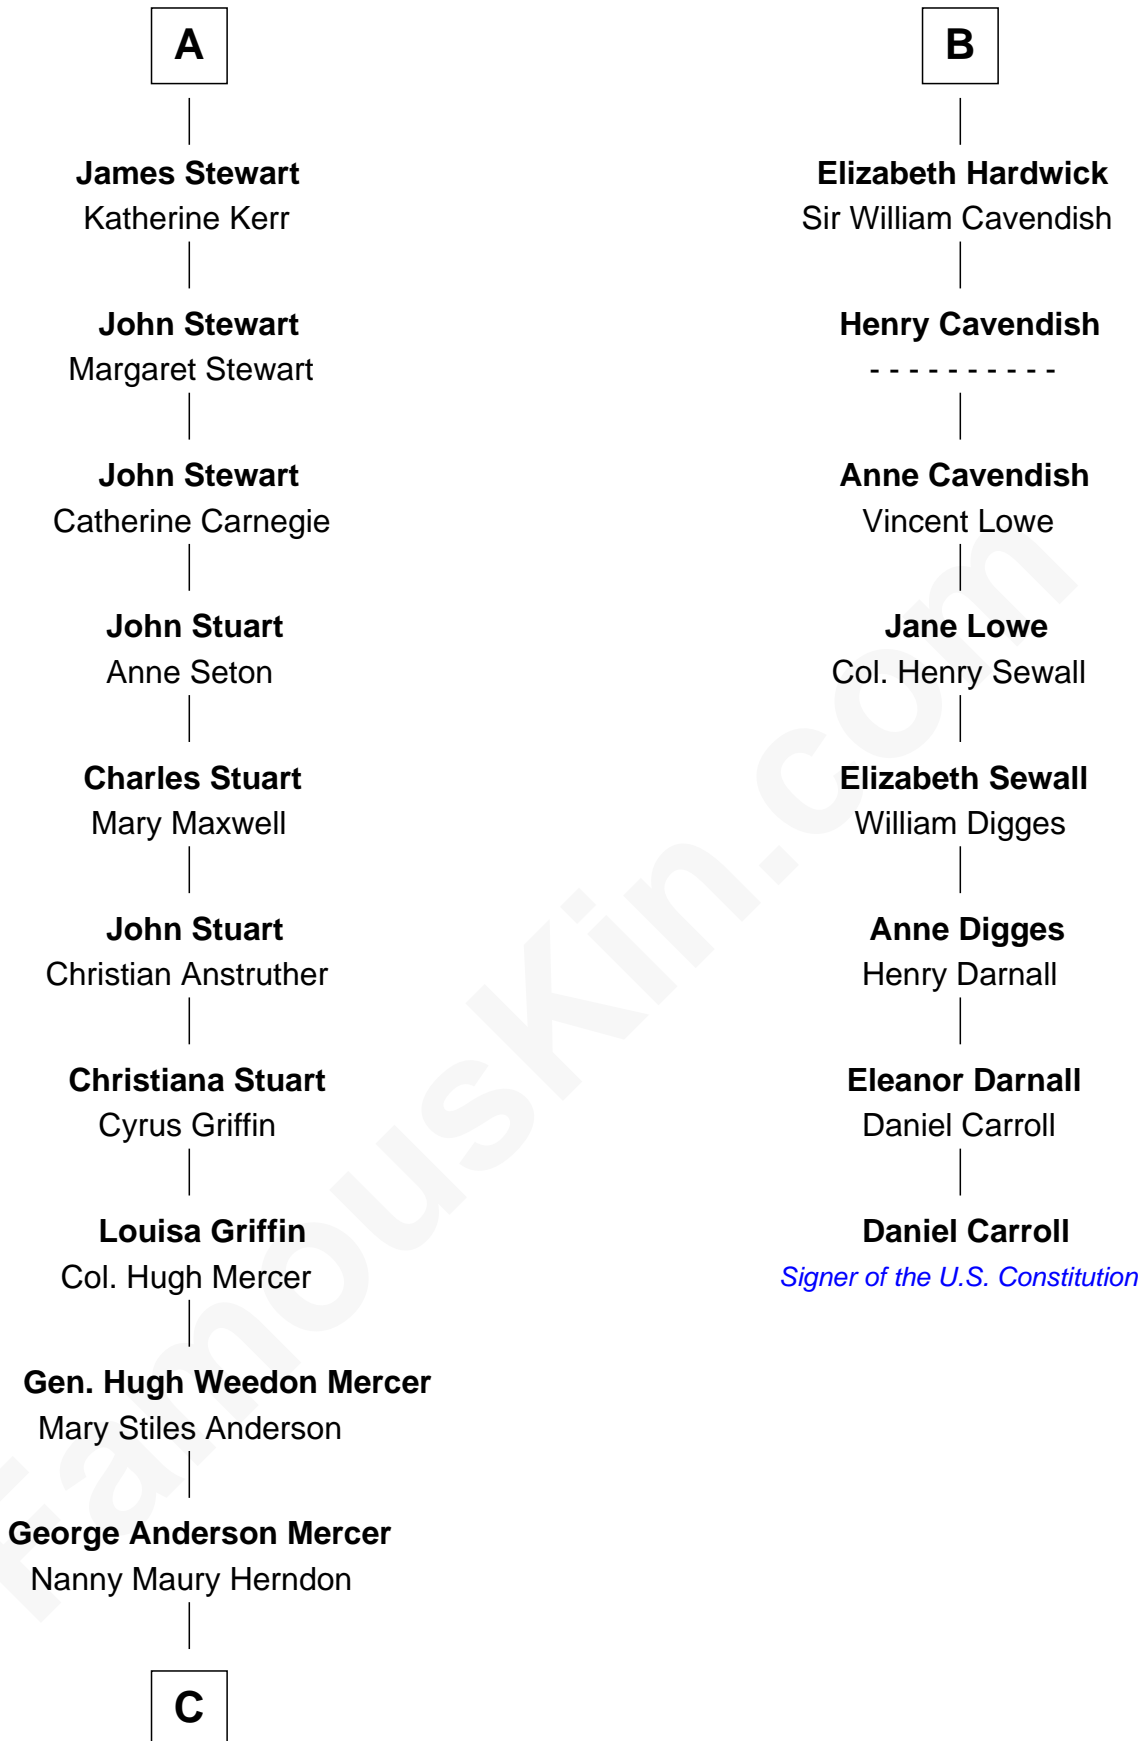 A
James Stewart
Katherine Kerr
John Stewart
Margaret Stewart
John Stewart
Catherine Carnegie
John Stuart
Anne Seton
Charles Stuart
Mary Maxwell
John Stuart
Christian Anstruther
Christiana Stuart
Cyrus Griffin
Louisa Griffin
Col. Hugh Mercer
Gen. Hugh Weedon Mercer
Mary Stiles Anderson
George Anderson Mercer
Nanny Maury Herndon
C
B
Elizabeth Hardwick
Sir William Cavendish
Henry Cavendish
- - - - - - - - - -
Anne Cavendish
Vincent Lowe
Jane Lowe
Col. Henry Sewall
Elizabeth Sewall
William Digges
Anne Digges
Henry Darnall
Eleanor Darnall
Daniel Carroll
Daniel Carroll
Signer of the U.S. Constitution
FamousKin.com